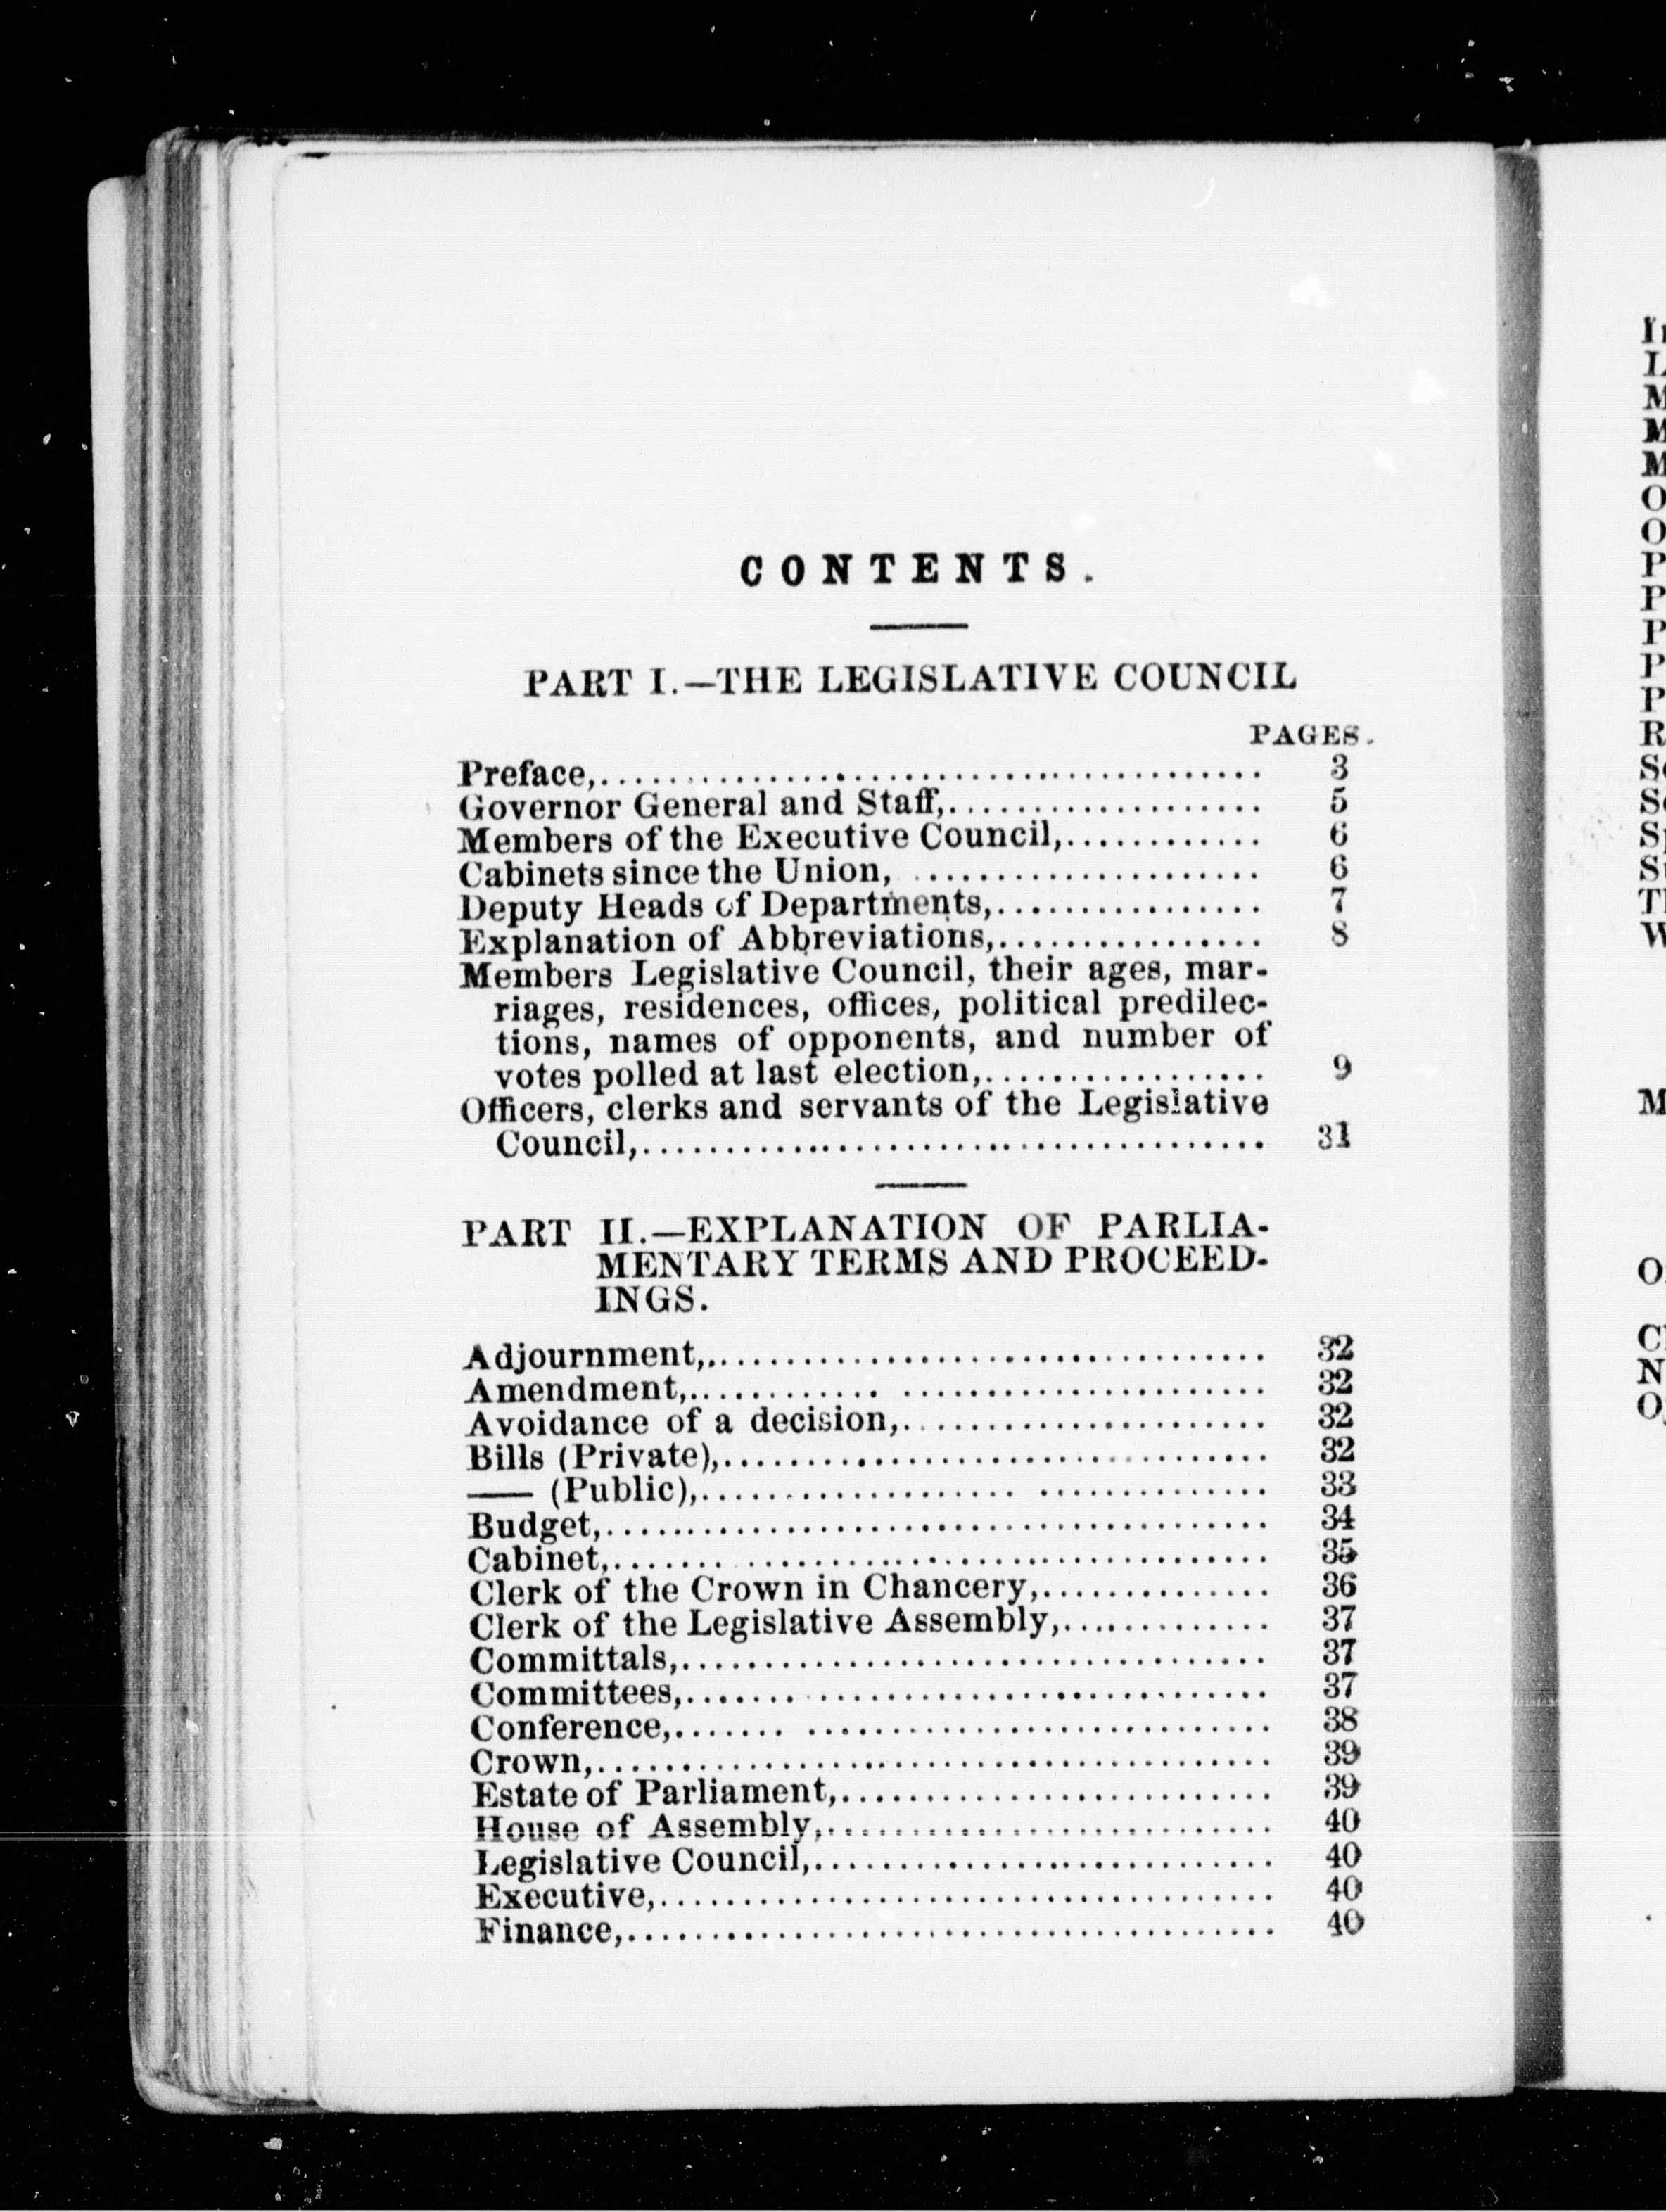 CONTENTS.
PART I.—THE LEGISLATIVE COUNCIL
PAGES.
Preface,........................................ 3
Governor General and Staff,................... 5
Members of the Executive Council,............ 6
Cabinets since the Union, ..................... 6
Deputy Heads of Departments,................ 7
Explanation of Abbreviations,................ 8
Members Legislative Council, their ages, mar-
riages, residences, offices, political predilec-
tions, names of opponents, and number of
votes polled at last election,................. 9
Officers, clerks and servants of the Legislative
Council,...................................... 31
PART II.—EXPLANATION OF PARLIA-
MENTARY TERMS AND PROCEED-
INGS.
Adjournment,.................................. 32
Amendment,............ ...................... 32
Avoidance of a decision,...................... 32
Bills (Private),................................. 32
—— (Public),................... .............. 33
Budget,........................................ 34
Cabinet,....... ................................ 35
Clerk of the Crown in Chancery,.............. 36
Clerk of the Legislative Assembly,............. 37
Committals,.................................... 37
Committees,................................... 37
Conference,....... ............................ 38
Crown,......................................... 39
Estate of Parliament,.......................... 39
House of Assembly,........................... 40
Legislative Council,............................ 40
Executive,..................................... 40
Finance,....................................... 40